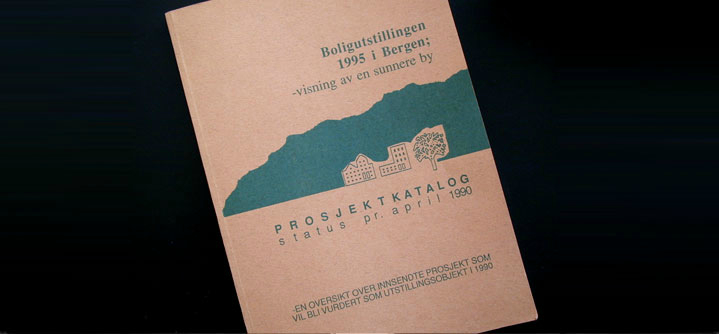 Boligutstillingen
1995 i Bergen;
-visning av en sunnere by
PROSJEKTKATALOG
status pr. april 1990
-EN OVERSIKT OVER INNSENDTE PROSJEKT SOM
VIL BLI VURDERT SOM UTSTILLINGSOBJEKT I 1990